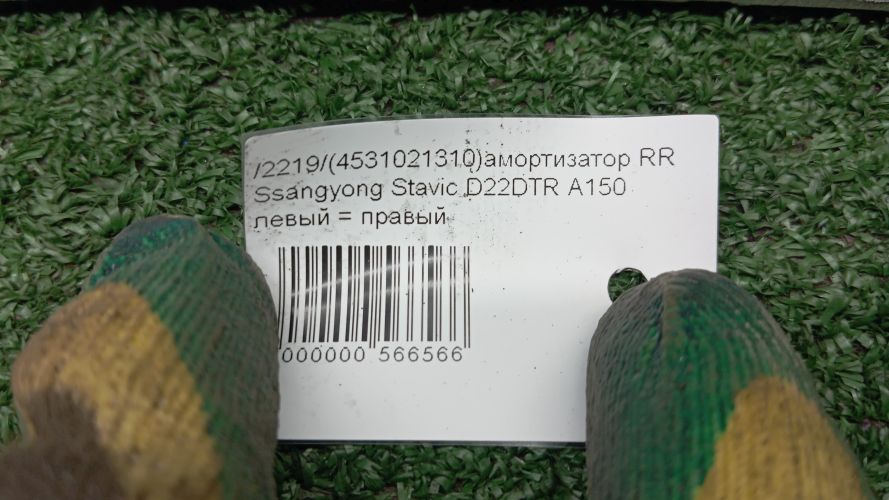 /2219/(4531021310)амортизатор RR
Ssangyong Stavic D22DTR A150
левый = правый
000000 566566